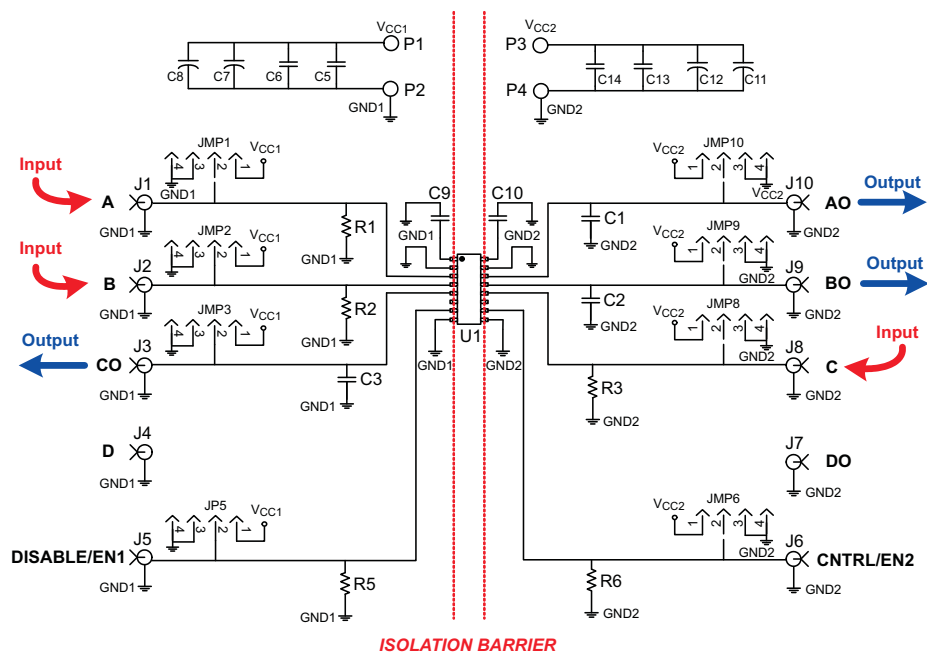 VCC1
P1
C8
C7
C6
C5
P2
GND1
VCC2
P3
C14
C13
C12
C11
P4
GND2
Input
A
J1
GND1
JMP1
4
3
2
1
VCC1
GND1
R1
GND1
C9
GND1
C10
GND2
C1
GND2
VCC2
JMP10
1
2
3
4
VCC2
J10
GND2
AO
Output
Input
B
J2
GND1
JMP2
4
3
2
1
VCC1
R2
GND1
U1
GND1
GND2
C2
GND2
VCC2
JMP9
1
2
3
4
GND2
J9
GND2
BO
Output
Output
CO
J3
GND1
JMP3
4
3
2
1
VCC1
C3
GND1
R3
GND2
VCC2
JMP8
1
2
3
4
GND2
J8
GND2
C
Input
D
J4
GND1
J7
GND2
DO
DISABLE/EN1
J5
GND1
JP5
4
3
2
1
VCC1
R5
GND1
R6
GND2
VCC2
JMP6
1
2
3
4
GND2
J6
GND2
CNTRL/EN2
ISOLATION BARRIER